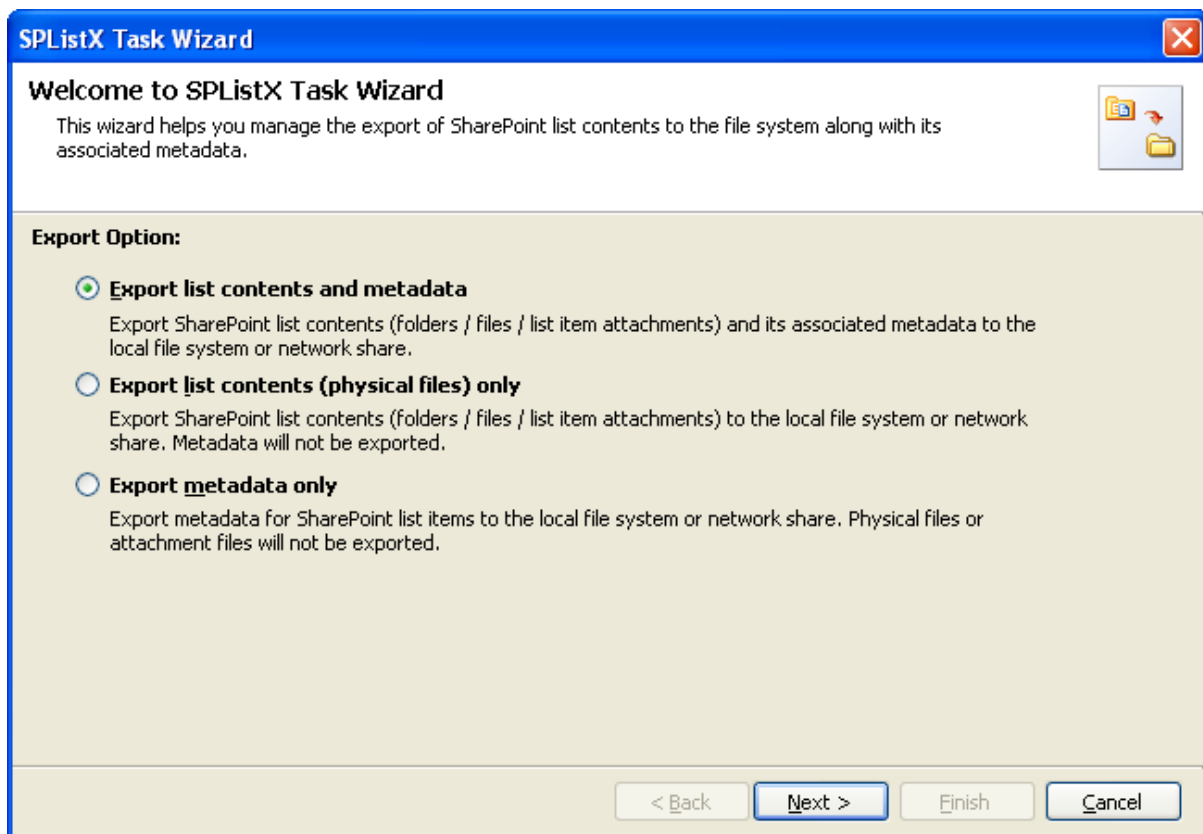 SPListX Task Wizard
Welcome to SPListX Task Wizard
This wizard helps you manage the export of SharePoint list contents to the file system along with its
associated metadata.
Export Option:
Export list contents and metadata
Export SharePoint list contents (folders / files / list item attachments) and its associated metadata to the
local file system or network share.
Export list contents (physical files) only
Export SharePoint list contents (folders / files / list item attachments) to the local file system or network
share. Metadata will not be exported.
Export metadata only
Export metadata for SharePoint list items to the local file system or network share. Physical files or
attachment files will not be exported.
< Back Next > Finish Cancel